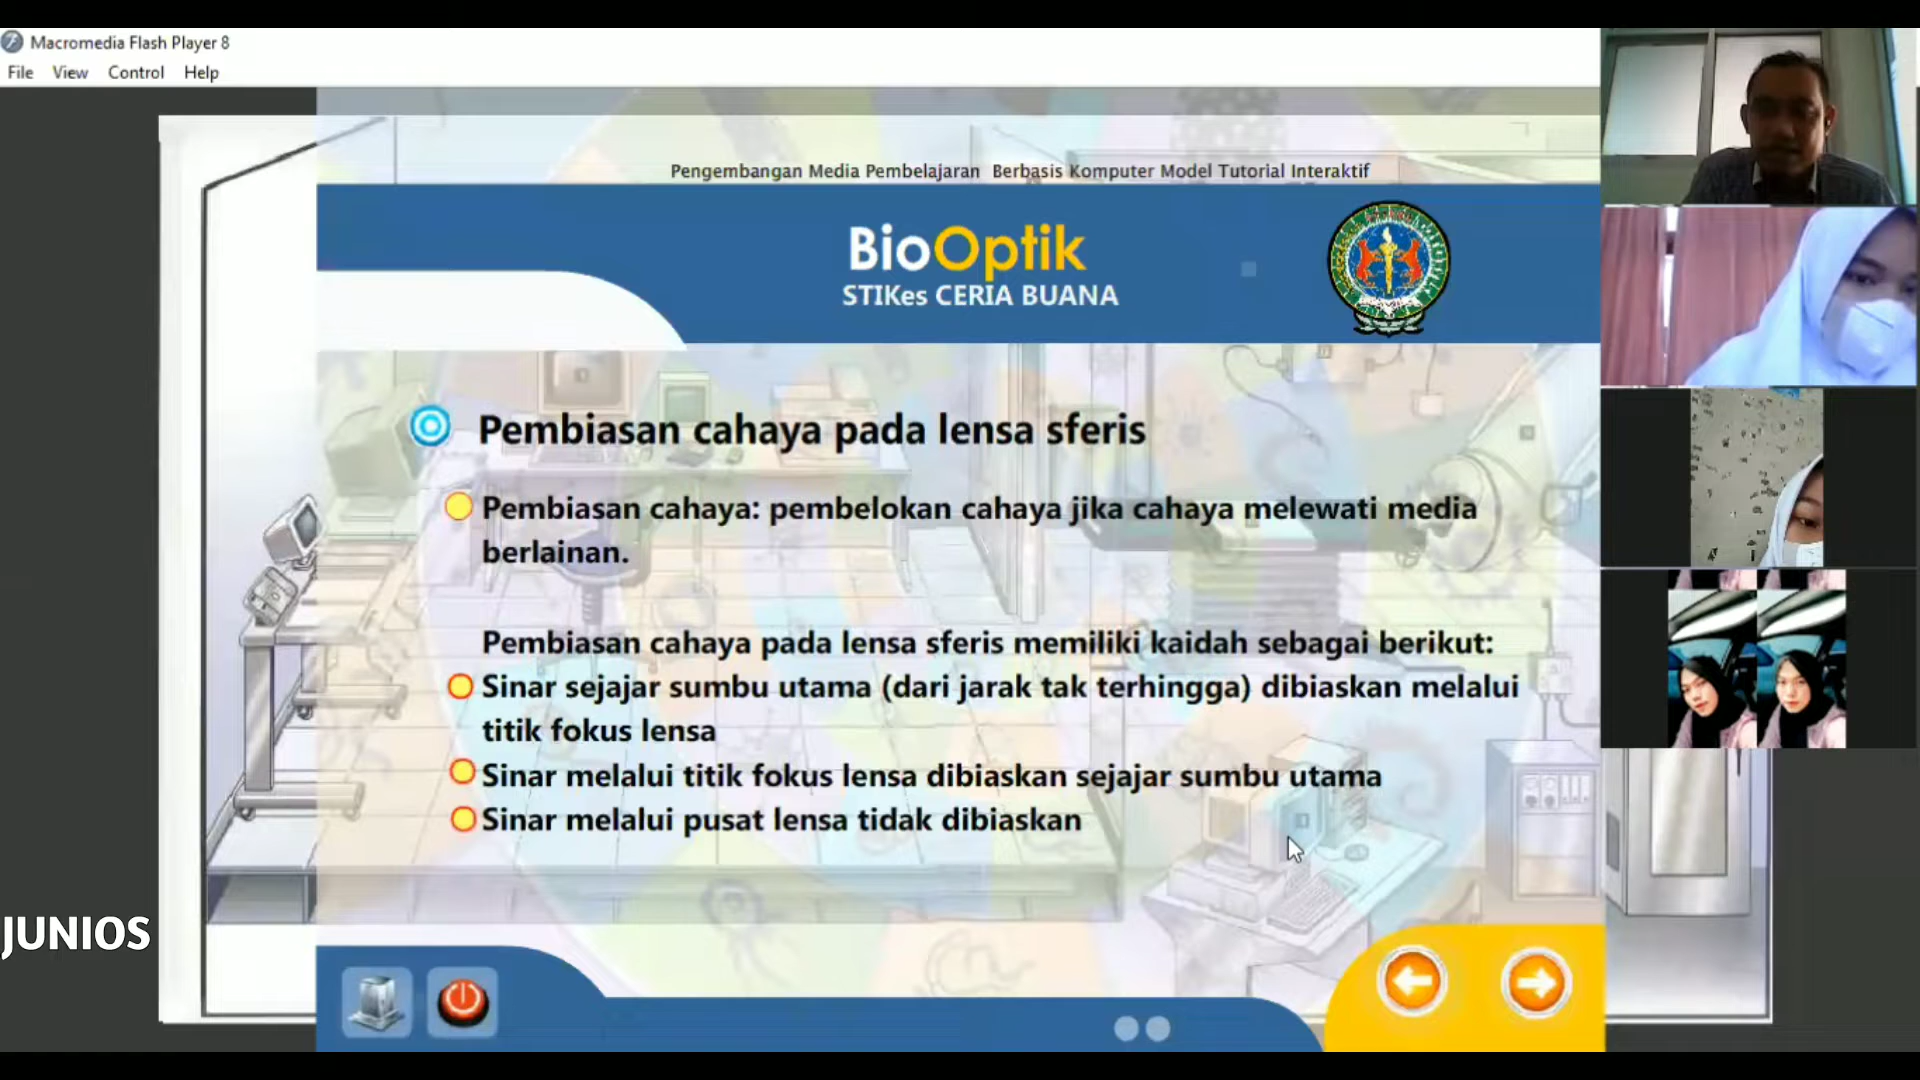 Macromedia Flash Player 8
File View Control Help
Pengembangan Media Pembelajaran Berbasis Komputer Model Tutorial Interaktif
BioOptik
STIKes CERIA BUANA
Pembiasan cahaya pada lensa sferis
Pembiasan cahaya: pembelokan cahaya jika cahaya melewati media
berlainan.
Pembiasan cahaya pada lensa sferis memiliki kaidah sebagai berikut:
Sinar sejajar sumbu utama (dari jarak tak terhingga) dibiaskan melalui
titik fokus lensa
Sinar melalui titik fokus lensa dibiaskan sejajar sumbu utama
Sinar melalui pusat lensa tidak dibiaskan
JUNIOS